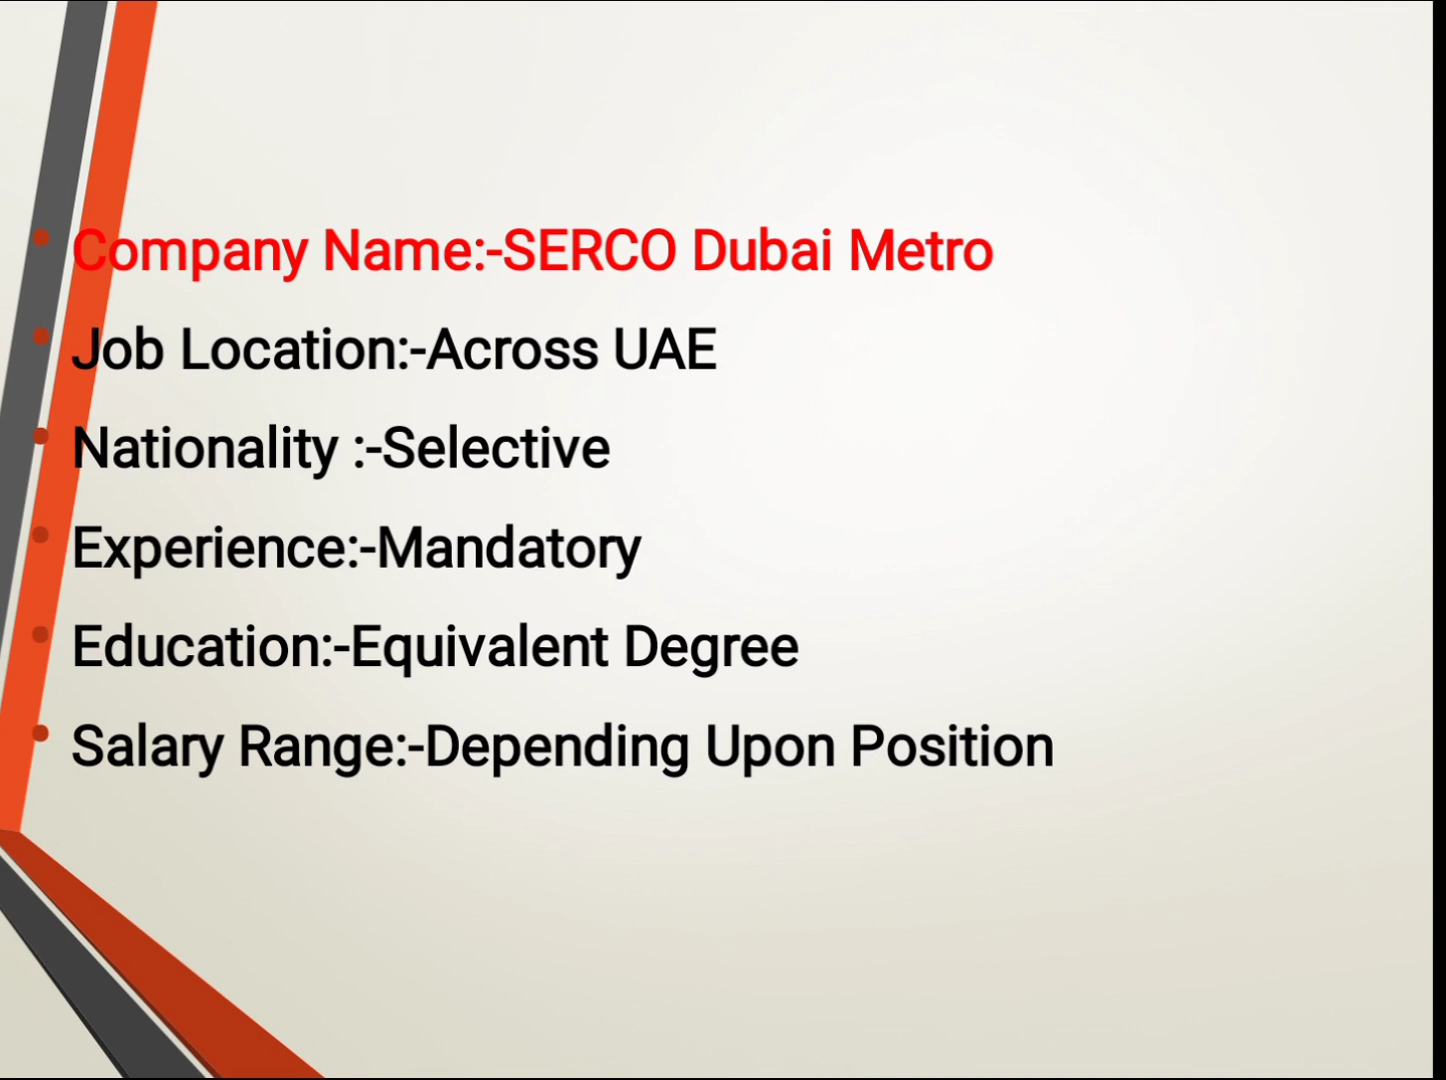 Company Name:-SERCO Dubai Metro
Job Location:-Across UAE
Nationality :-Selective
Experience:-Mandatory
Education:-Equivalent Degree
Salary Range:-Depending Upon Position